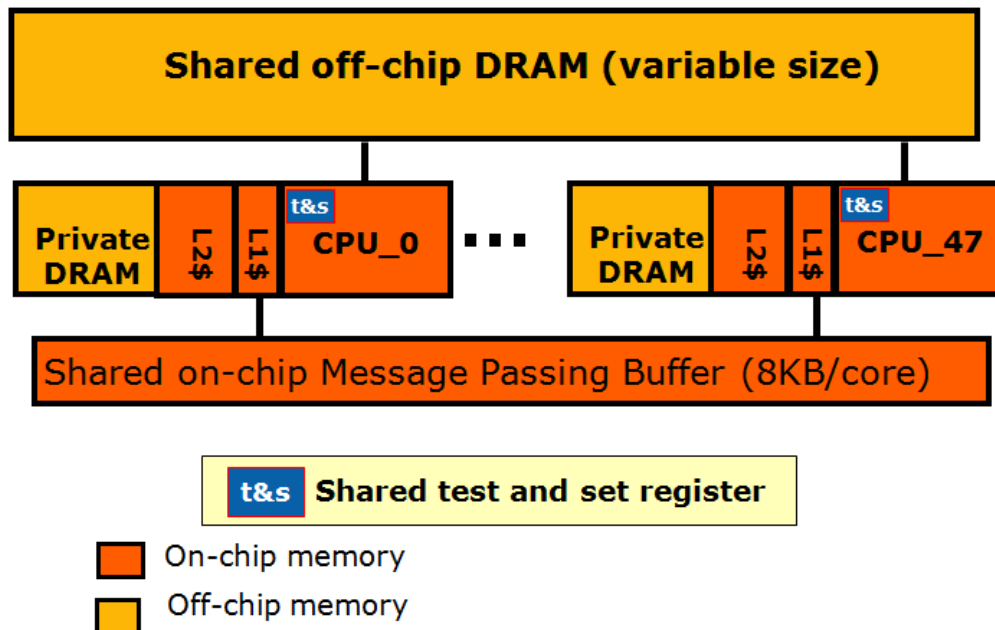 Shared off-chip DRAM (variable size)
Private
DRAM
L2$
L1$
t&s
CPU_0
...
Private
DRAM
L2$
L1$
t&s
CPU_47
Shared on-chip Message Passing Buffer (8KB/core)
t&s Shared test and set register
On-chip memory
Off-chip memory